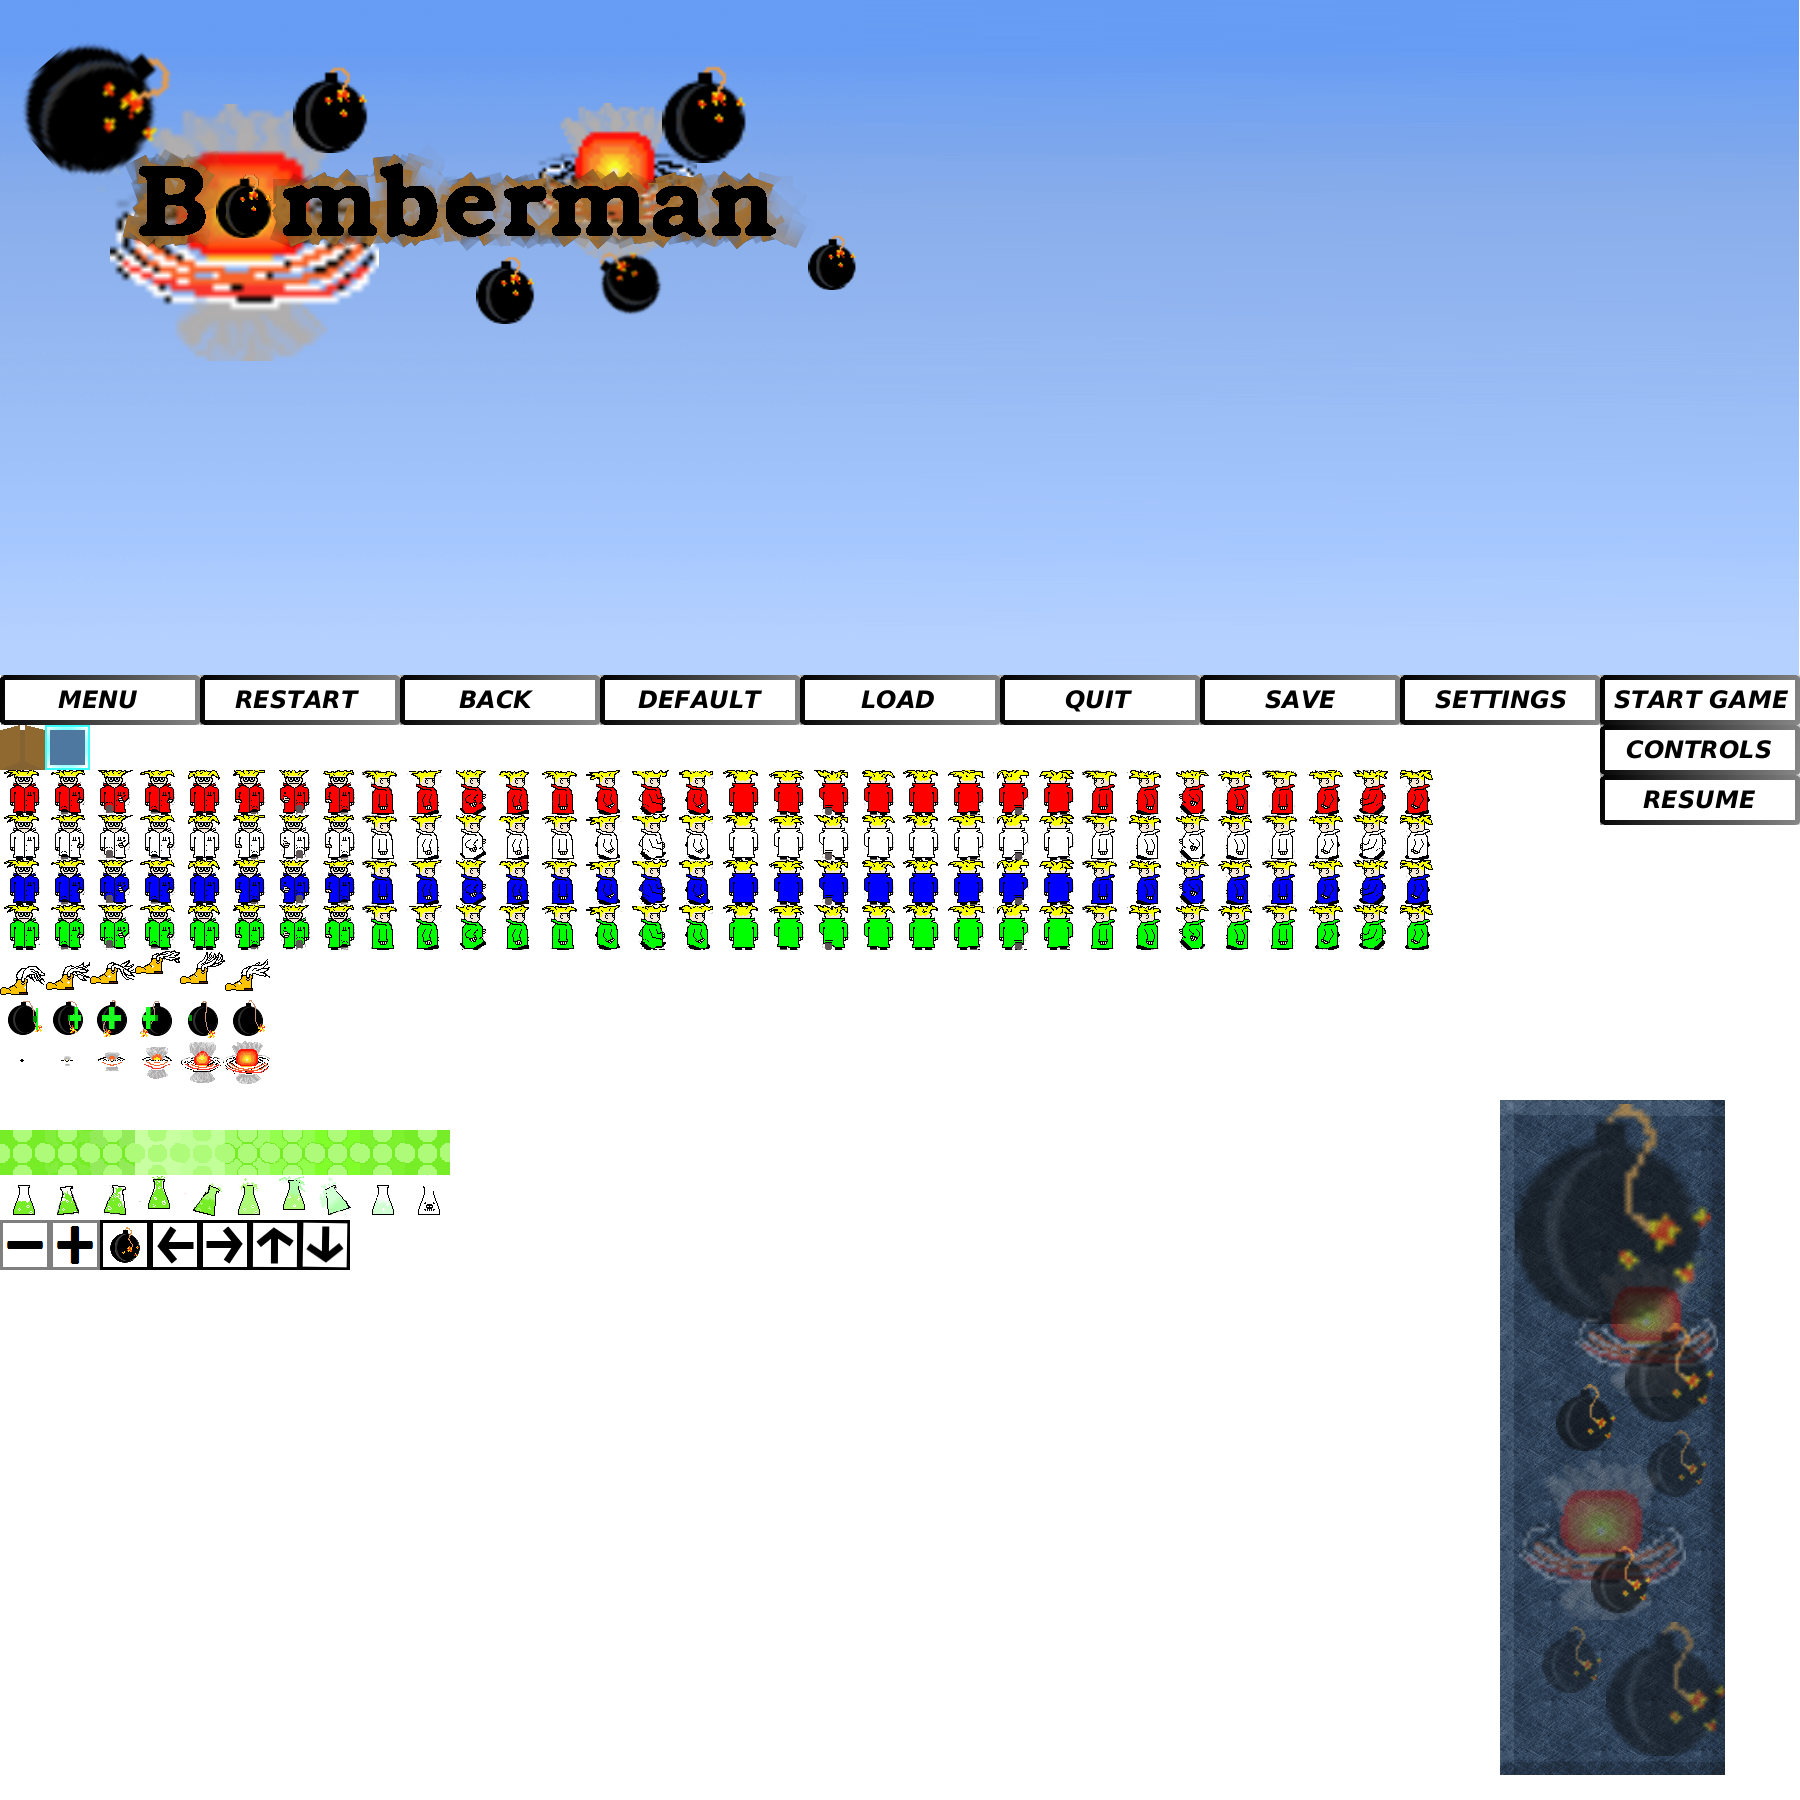 Bomberman
MENU
RESTART
BACK
DEFAULT
LOAD
QUIT
SAVE
SETTINGS
START GAME
CONTROLS
RESUME